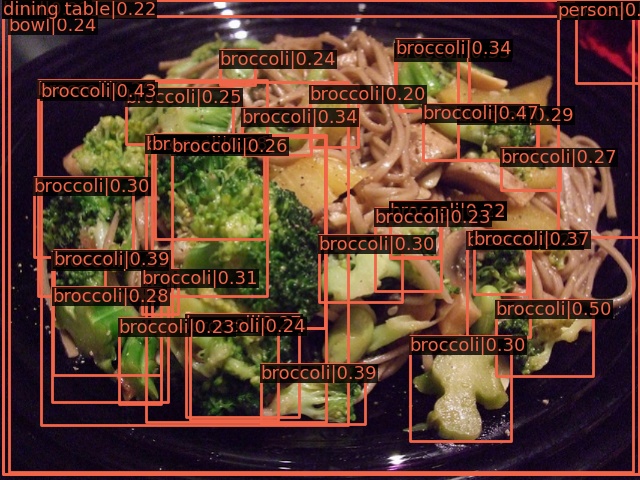 dining table|0.22
bowl|0.24
person|0.
broccoli|0.34
broccoli|0.24
broccoli|0.43
broccoli|0.25
broccoli|0.20
broccoli|0.34
broccoli|0.47
0.29
broccoli|0.26
broccoli|0.27
broccoli|0.30
broccoli|0.23
broccoli|0.37
broccoli|0.30
broccoli|0.39
broccoli|0.31
broccoli|0.28
broccoli|0.50
broccoli|0.23
oli|0.24
broccoli|0.30
broccoli|0.39